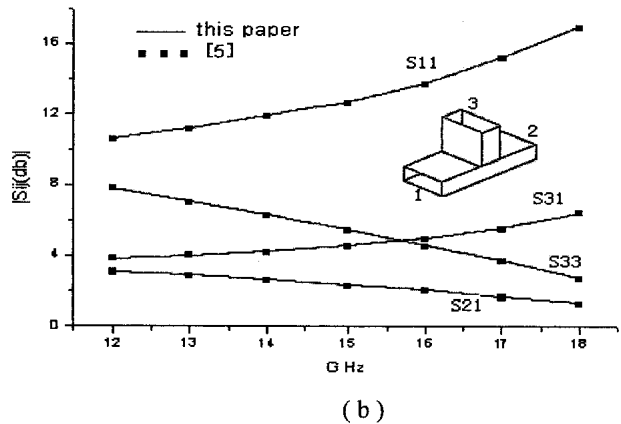 this paper
[5]
|Sij(db)|
16
12
8
4
0
S11
S31
S33
S21
3
2
1
12 13 14 15 16 17 18
G Hz
( b )